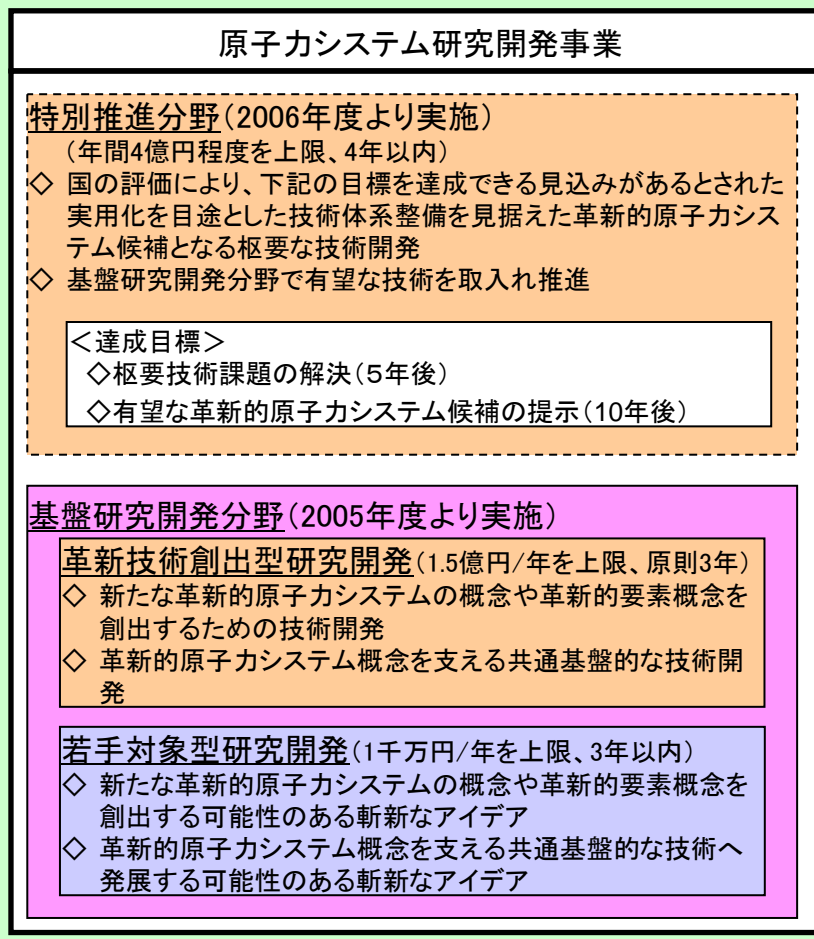 原子力システム研究開発事業
特別推進分野（2006年度より実施）
（年間4億円程度を上限、4年以内）
◇ 国の評価により、下記の目標を達成できる見込みがあるとされた
実用化を目途とした技術体系整備を見据えた革新的原子力シス
テム候補となる枢要な技術開発
◇ 基盤研究開発分野で有望な技術を取入れ推進
＜達成目標＞
◇枢要技術課題の解決（５年後）
◇有望な革新的原子力システム候補の提示（10年後）
基盤研究開発分野（2005年度より実施）
革新技術創出型研究開発（1.5億円/年を上限、原則3年）
◇ 新たな革新的原子力システムの概念や革新的要素概念を
創出するための技術開発
◇ 革新的原子力システム概念を支える共通基盤的な技術開
発
若手対象型研究開発（1千万円/年を上限、3年以内）
◇ 新たな革新的原子力システムの概念や革新的要素概念を
創出する可能性のある斬新なアイデア
◇ 革新的原子力システム概念を支える共通基盤的な技術へ
発展する可能性のある斬新なアイデア